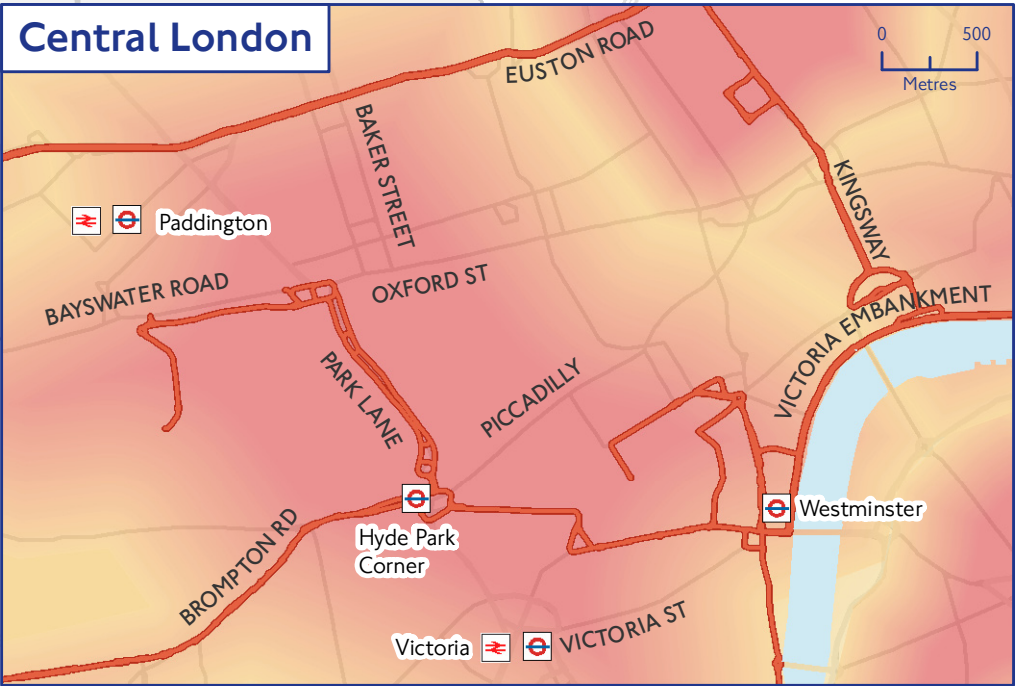 Central London
0 500
Metres
EUSTON ROAD
BAKER STREET
KINGSWAY
Paddington
BAYSWATER ROAD
OXFORD ST
VICTORIA EMBANKMENT
PARK LANE
PICCADILLY
Westminster
Hyde Park
Corner
BROMPTON RD
Victoria
VICTORIA ST